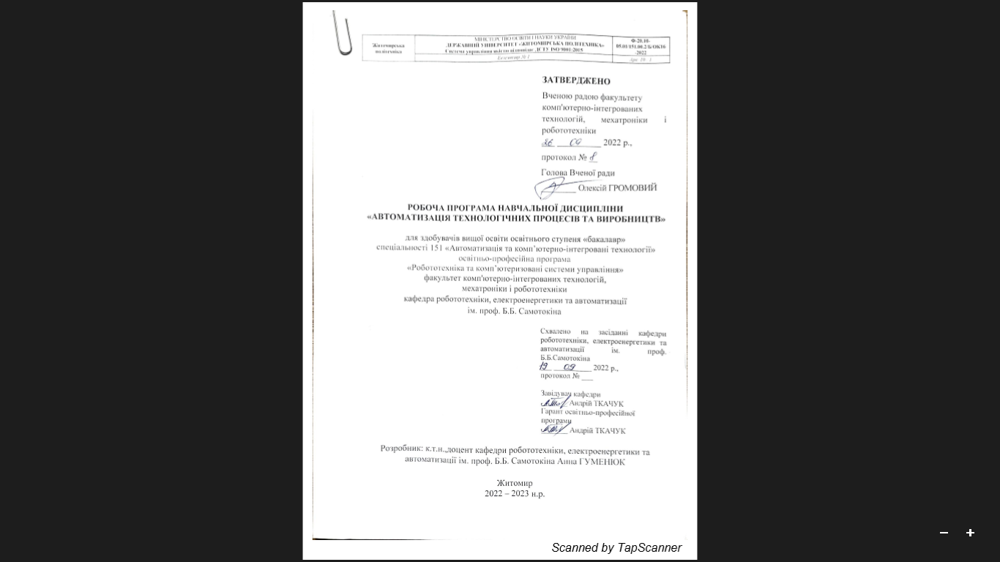 Житомирська
політехніка
МІНІСТЕРСТВО ОСВІТИ І НАУКИ УКРАЇНИ
ДЕРЖАВНИЙ УНІВЕРСИТЕТ «ЖИТОМИРСЬКА ПОЛІТЕХНІКА»
Система управління якістю відповідає ДСТУ ISO 9001:2015
Екземпляр № 1
Ф-20.10-
05.01/151.00.2/Б/ОК16
-2022
Арк 19 / 1
ЗАТВЕРДЖЕНО
Вченою радою факультету
комп'ютерно-інтегрованих
технологій, мехатроніки і
робототехніки
26 09 2022 р.,
протокол № 8
Голова Вченої ради
Олексій ГРОМОВИЙ
РОБОЧА ПРОГРАМА НАВЧАЛЬНОЇ ДИСЦИПЛІНИ
«АВТОМАТИЗАЦІЯ ТЕХНОЛОГІЧНИХ ПРОЦЕСІВ ТА ВИРОБНИЦТВ»
для здобувачів вищої освіти освітнього ступеня «бакалавр»
спеціальності 151 «Автоматизація та комп’ютерно-інтегровані технології»
освітньо-професійна програма
«Робототехніка та комп’ютеризовані системи управління»
факультет комп'ютерно-інтегрованих технологій,
мехатроніки і робототехніки
кафедра робототехніки, електроенергетики та автоматизації
ім. проф. Б.Б. Самотокіна
Схвалено на засіданні кафедри
робототехніки, електроенергетики та
автоматизації ім. проф.
Б.Б.Самотокіна
19 09 2022 р.,
протокол № ___
Завідувач кафедри
Андрій ТКАЧУК
Гарант освітньо-професійної
програми
Андрій ТКАЧУК
Розробник: к.т.н.,доцент кафедри робототехніки, електроенергетики та
автоматизації ім. проф. Б.Б. Самотокіна Анна ГУМЕНЮК
Житомир
2022 – 2023 н.р.
Scanned by TapScanner